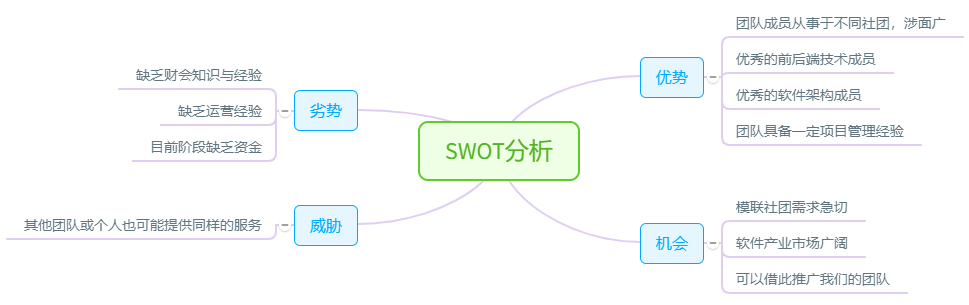 SWOT分析
优势
团队成员从事于不同社团，涉面广
优秀的前后端技术成员
优秀的软件架构成员
团队具备一定项目管理经验
劣势
缺乏财会知识与经验
缺乏运营经验
目前阶段缺乏资金
威胁
其他团队或个人也可能提供同样的服务
机会
模联社团需求急切
软件产业市场广阔
可以借此推广我们的团队